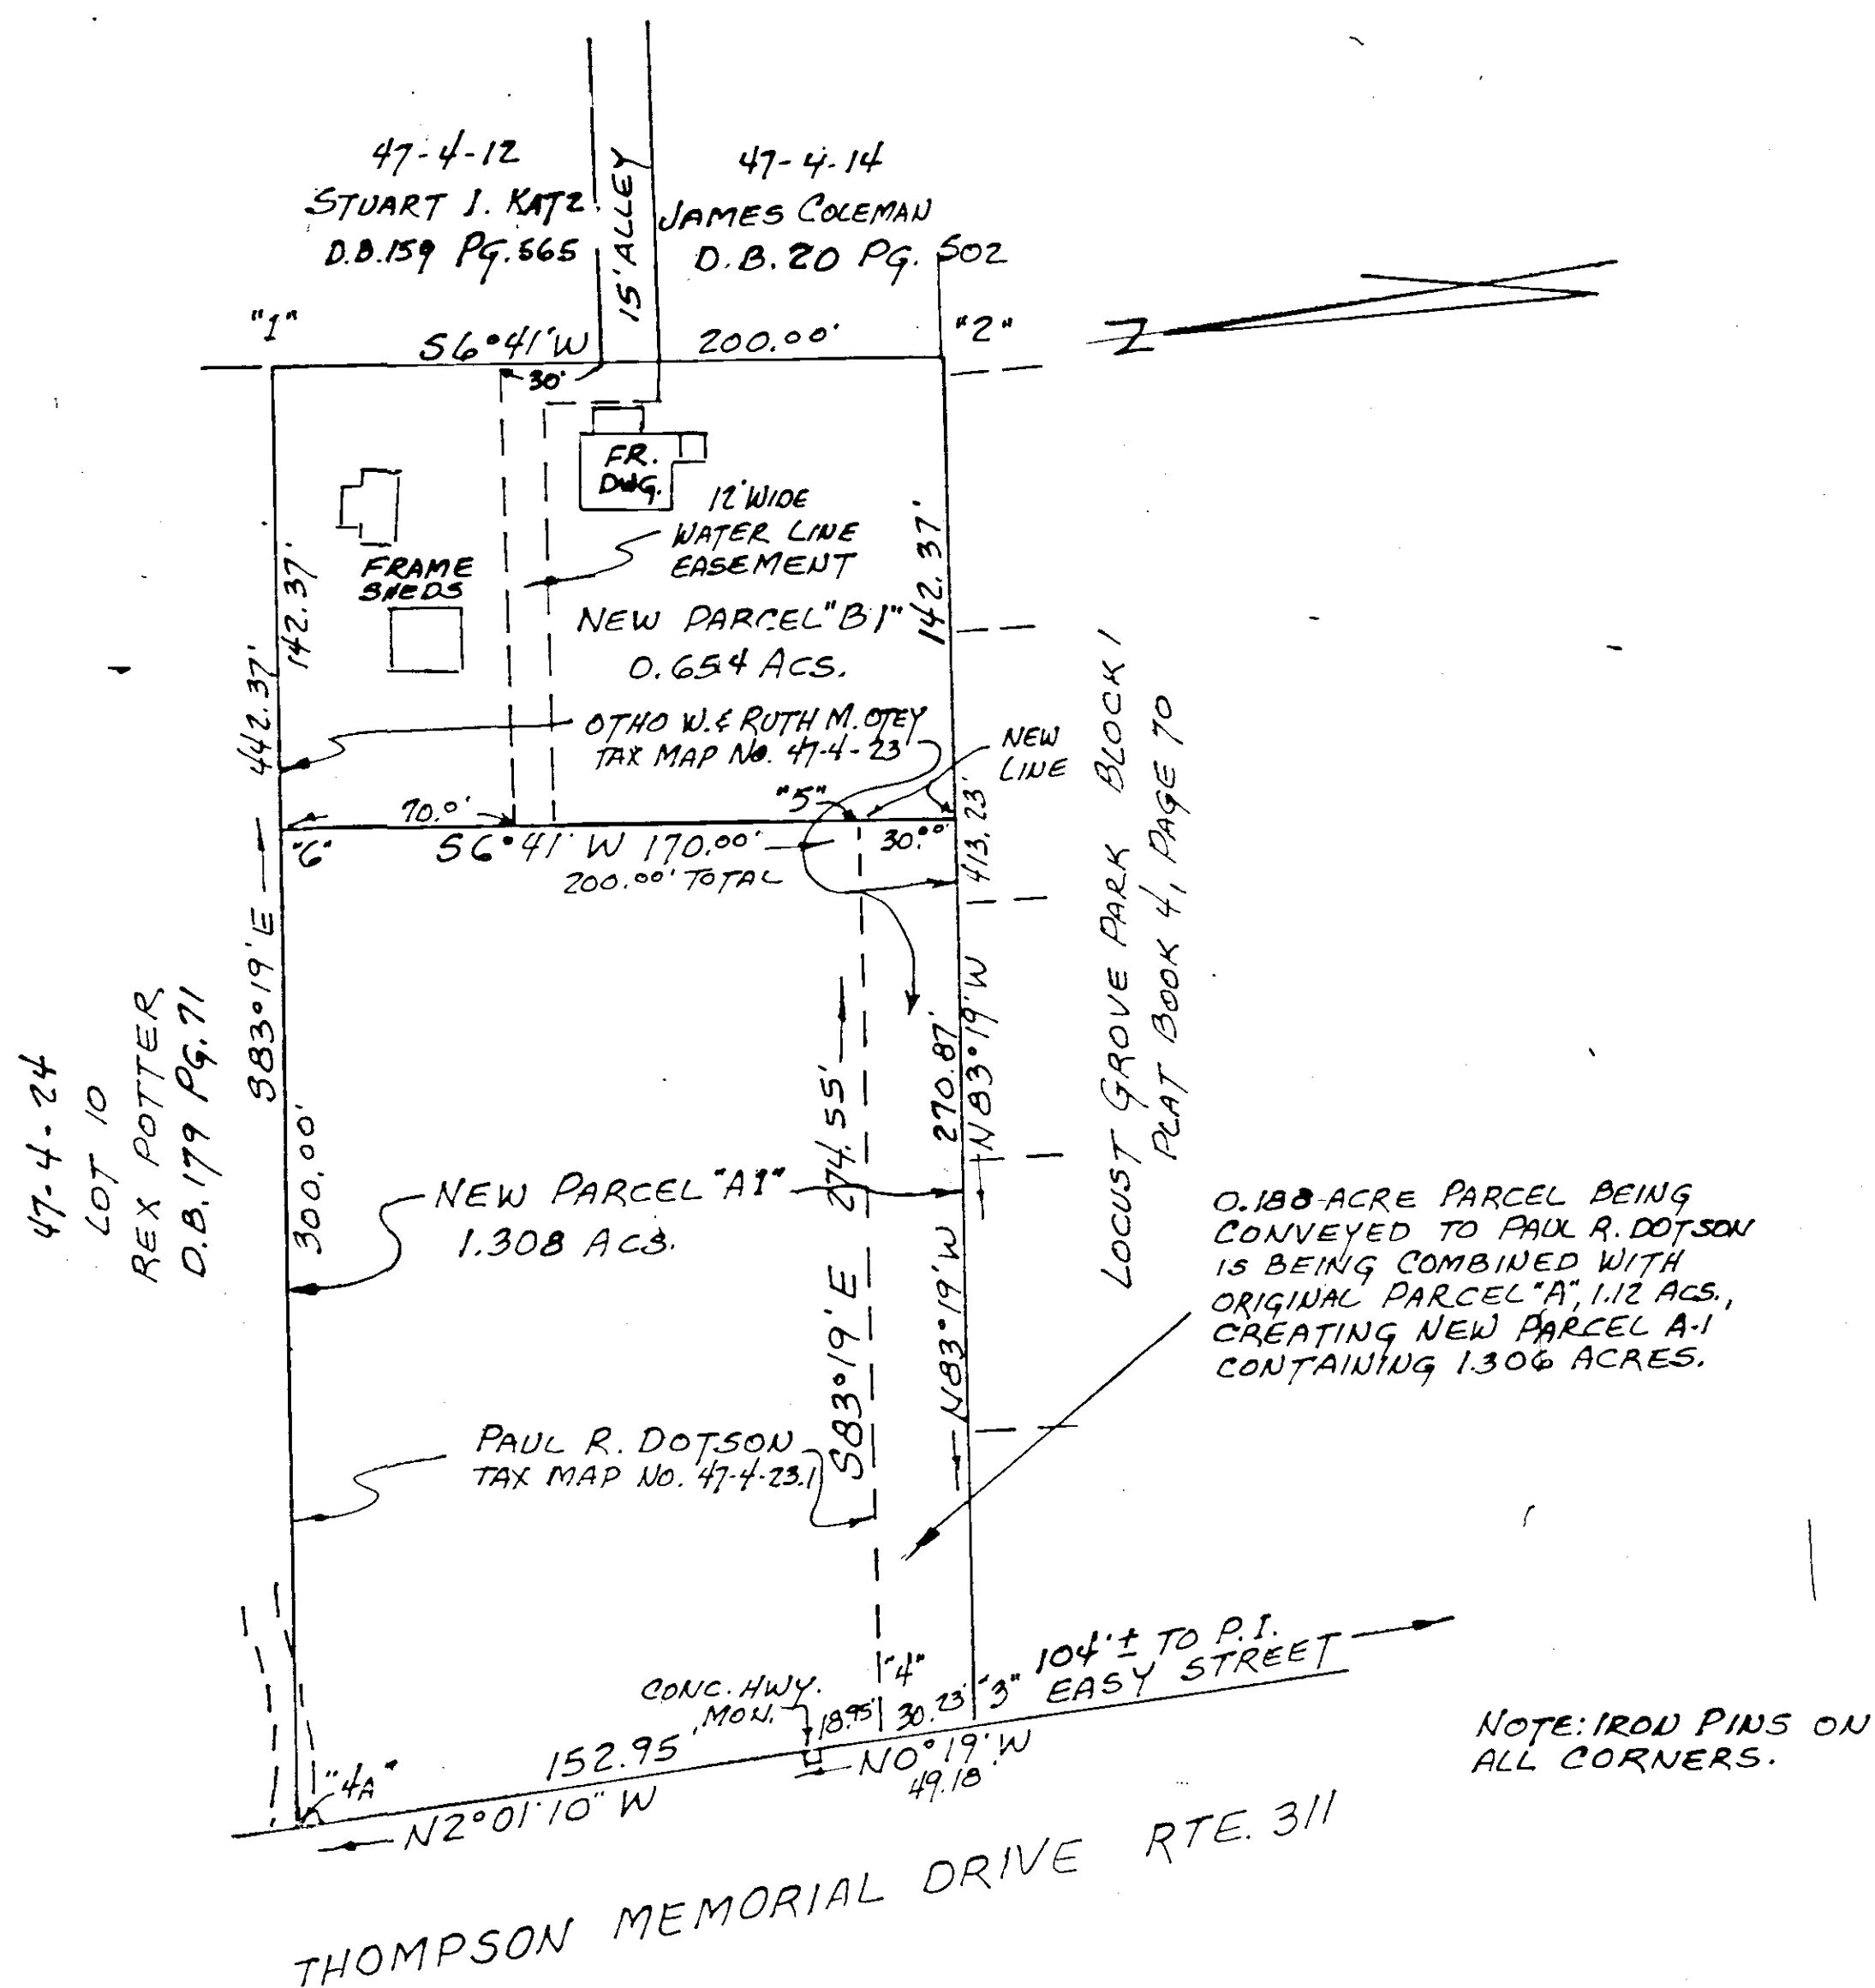 47-4-12
STUART I. KATZ
D.B.159 PG.565
15' ALLEY
47-4-14
JAMES COLEMAN
D.B. 20 PG. 502
"1"
S6°41'W
200.00'
"2"
N
30'
FR.
DWG.
12' WIDE
WATER LINE
EASEMENT
FRAME
SHEDS
142.37'
142.37'
NEW PARCEL "B1"
0.654 ACS.
442.37'
OTHO W. & RUTH M. OTEY
TAX MAP NO. 47-4-23
NEW
LINE
70.0'
"5"
30.00'
"6"
S6°41' W 170.00'
200.00' TOTAL
413.23'
LOCUST GROVE PARK BLOCK 1
PLAT BOOK 4, PAGE 70
S83°19'E
47-4-24
LOT 10
REX POTTER
D.B. 179 PG. 71
300.00'
S83°19'E 274.55'
N83°19'W 270.87'
N83°19'W
NEW PARCEL "A1"
1.308 ACS.
0.188-ACRE PARCEL BEING
CONVEYED TO PAUL R. DOTSON
IS BEING COMBINED WITH
ORIGINAL PARCEL "A", 1.12 ACS.,
CREATING NEW PARCEL A-1
CONTAINING 1.306 ACRES.
PAUL R. DOTSON
TAX MAP NO. 47-4-23.1
"4"
"3"
104'± TO P.I.
EASY STREET
CONC. HWY.
MON.
18.95'
30.23'
152.95'
N0°19'W
49.18'
"4A"
N2°01'10" W
NOTE: IRON PINS ON
ALL CORNERS.
THOMPSON MEMORIAL DRIVE RTE. 311